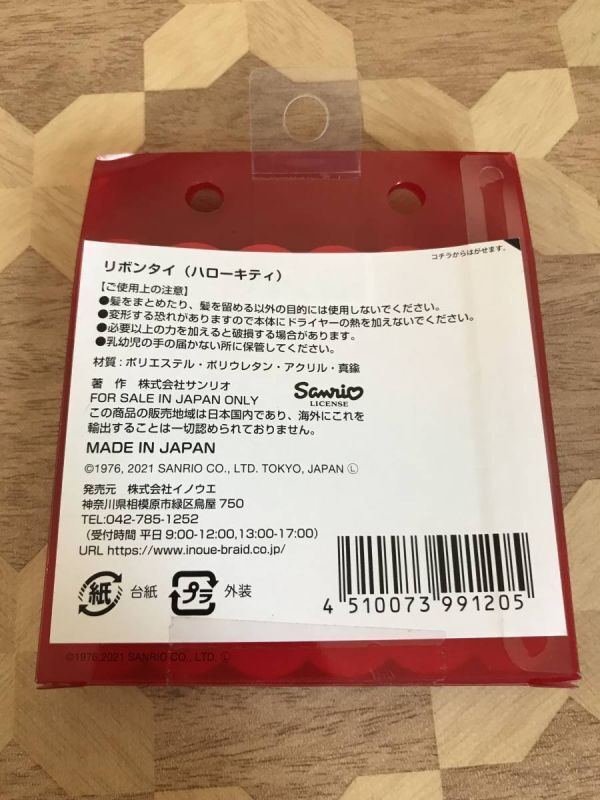 コチラからはがせます。
リボンタイ（ハローキティ）
【ご使用上の注意】
●髪をまとめたり、髪を留める以外の目的には使用しないでください。
●変形する恐れがありますので本体にドライヤーの熱を加えないでください。
●必要以上の力を加えると破損する場合があります。
●乳幼児の手の届かない所に保管してください。
材質：ポリエステル・ポリウレタン・アクリル・真鍮
著 作 株式会社サンリオ
FOR SALE IN JAPAN ONLY
Sanrio
LICENSE
この商品の販売地域は日本国内であり、海外にこれを
輸出することは一切認められておりません。
MADE IN JAPAN
©1976, 2021 SANRIO CO., LTD. TOKYO, JAPAN Ⓛ
発売元 株式会社イノウエ
神奈川県相模原市緑区鳥屋 750
TEL:042-785-1252
（受付時間 平日 9:00-12:00,13:00-17:00）
URL https://www.inoue-braid.co.jp/
紙 台紙 プラ 外装
4 510073 991205
©1976,2021 SANRIO CO., LTD. Ⓛ